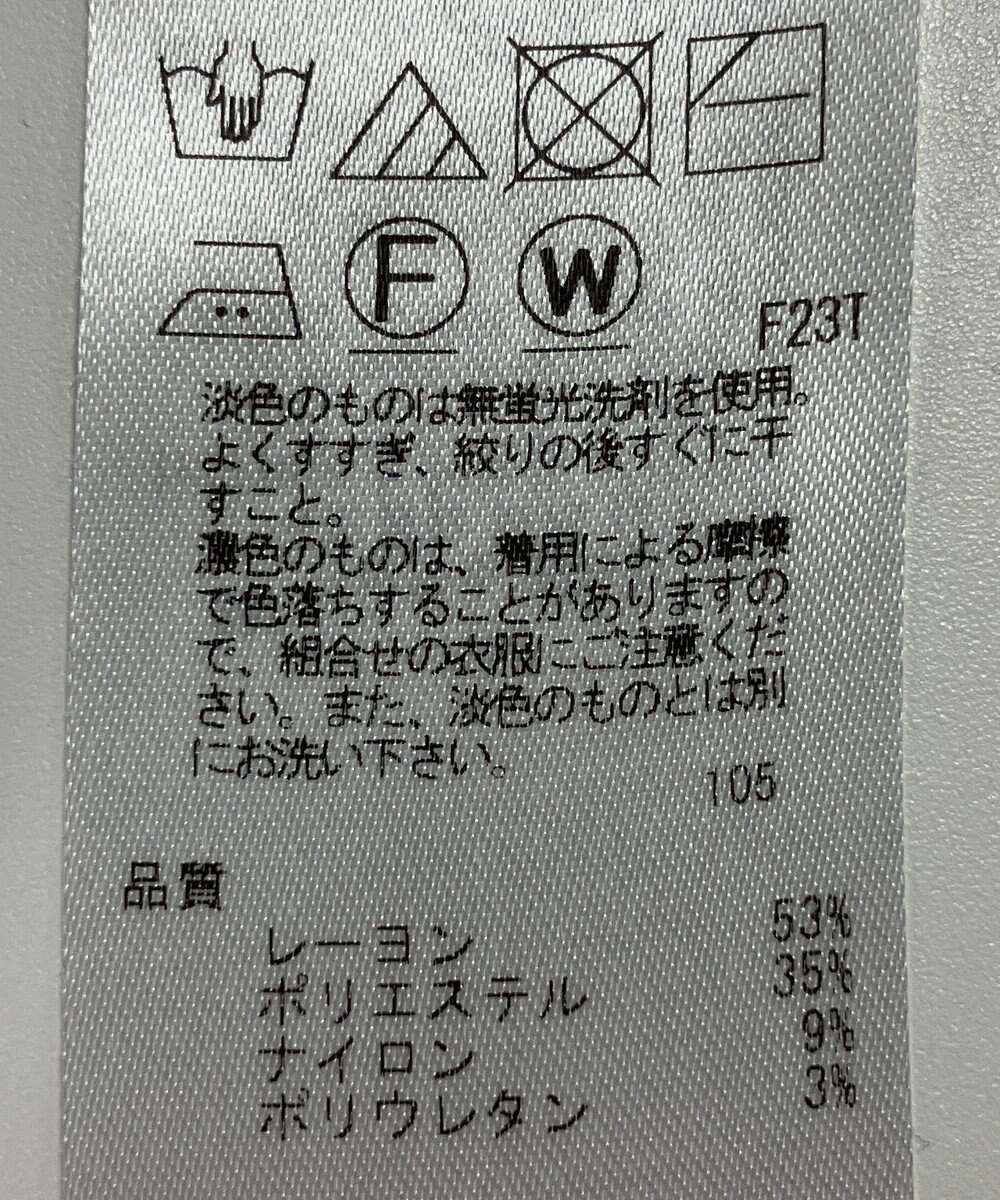 F W F23T
淡色のものは無蛍光洗剤を使用。
よくすすぎ、絞りの後すぐに干
すこと。
濃色のものは、着用による摩擦
で色落ちすることがありますの
で、組合せの衣服にご注意くだ
さい。また、淡色のものとは別
にお洗い下さい。
105
品質
レーヨン 53%
ポリエステル 35%
ナイロン 9%
ポリウレタン 3%